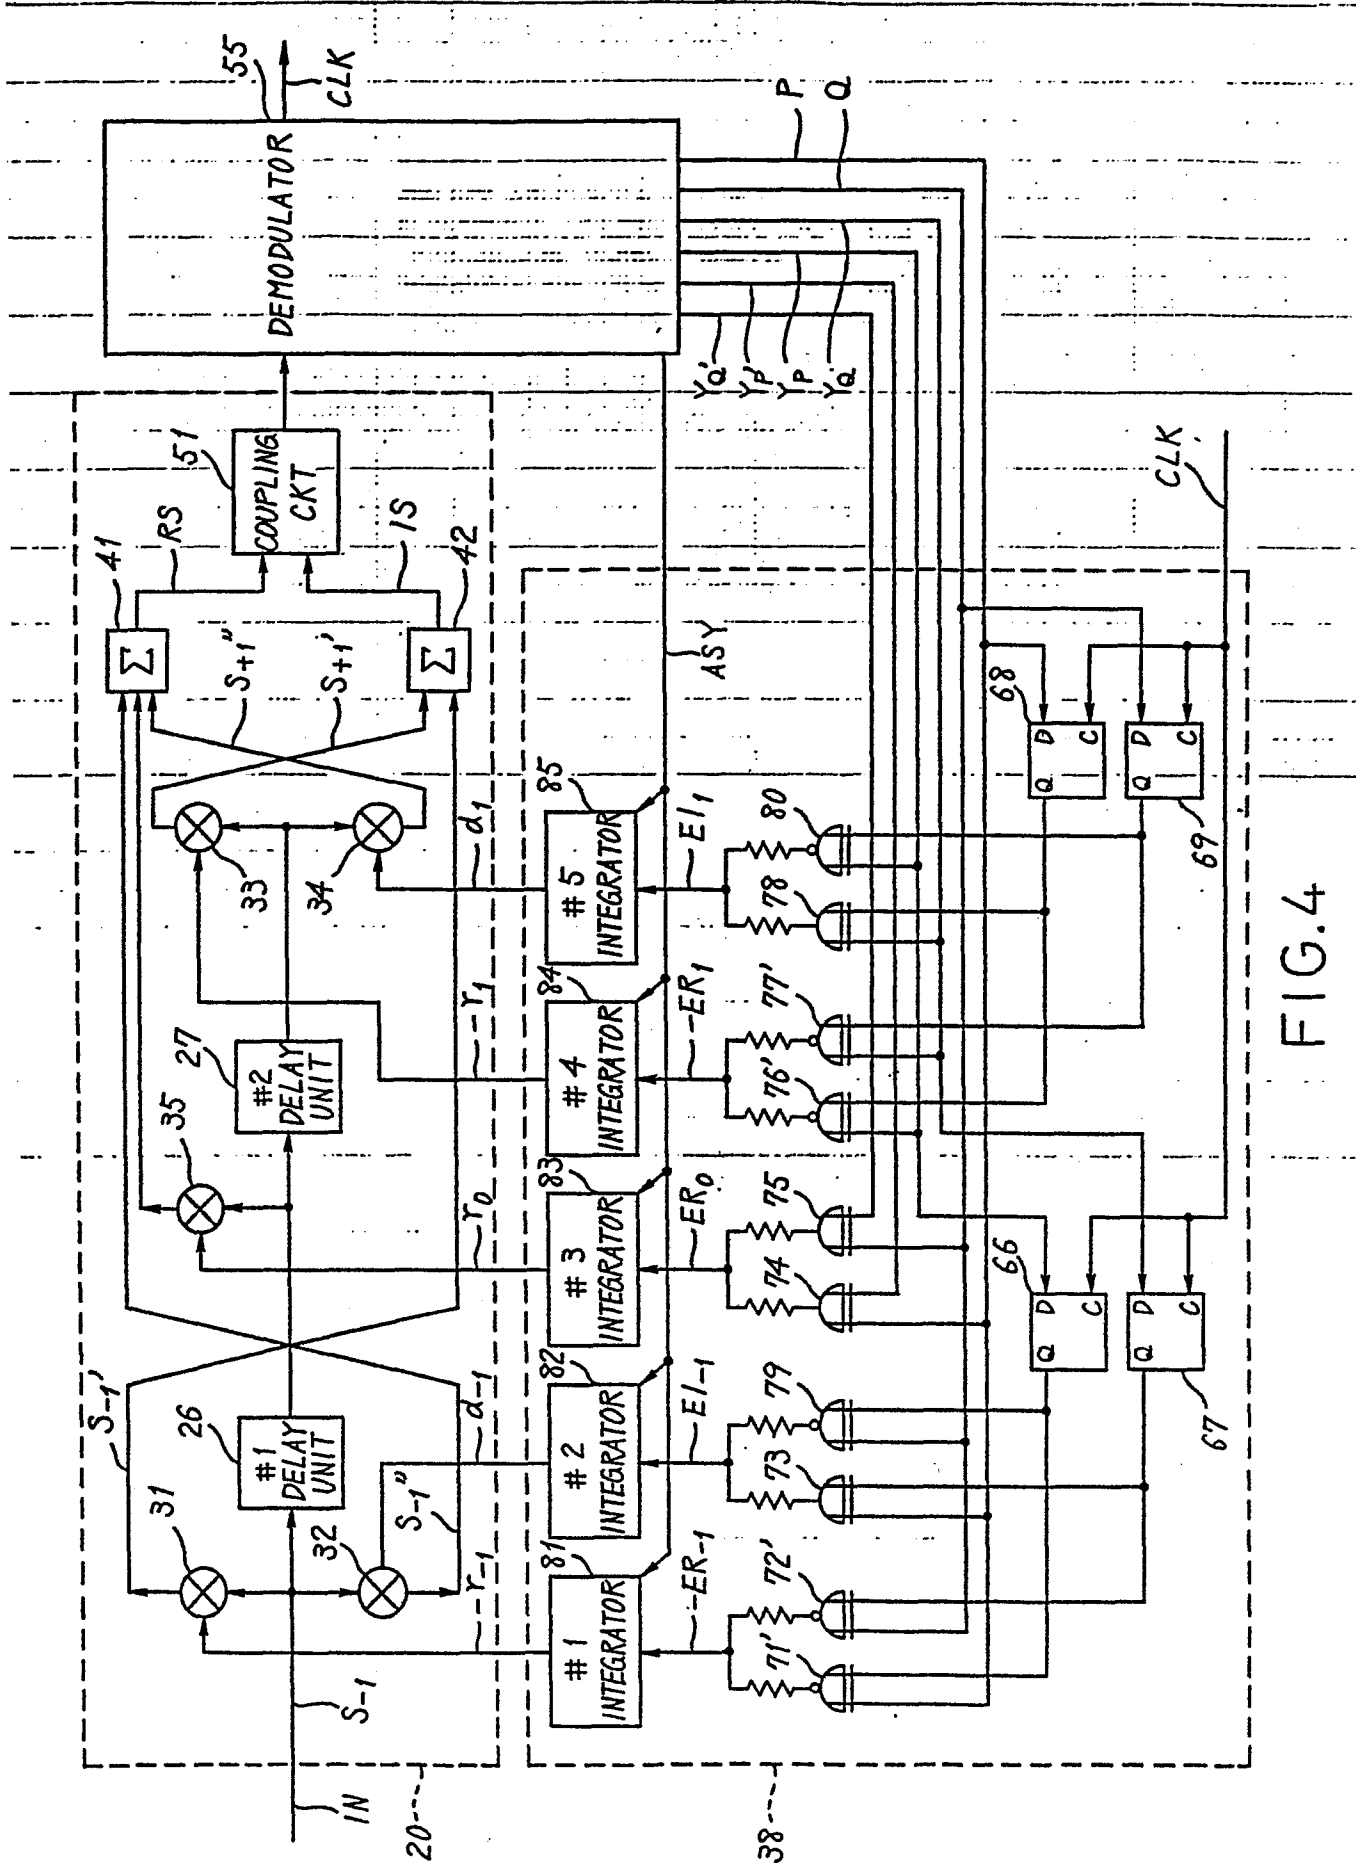 IN
S-1
20
31
S-1'
26
#1
DELAY
UNIT
32
S-1"
35
27
#2
DELAY
UNIT
33
34
S+1"
S+1'
41
Σ
RS
42
Σ
IS
51
COUPLING
CKT
DEMODULATOR
55
CLK
-r-1
d-1
r0
-r1
d1
38
81
#1
INTEGRATOR
82
#2
INTEGRATOR
83
#3
INTEGRATOR
84
#4
INTEGRATOR
85
#5
INTEGRATOR
ASY
YQ'
YP'
YP
YQ
P
Q
-ER-1
EI-1
ER0
-ER1
EI1
71'
72'
73
79
74
75
76'
77'
78
80
66
Q
D
C
67
Q
D
C
68
Q
D
C
69
Q
D
C
CLK
FIG.4